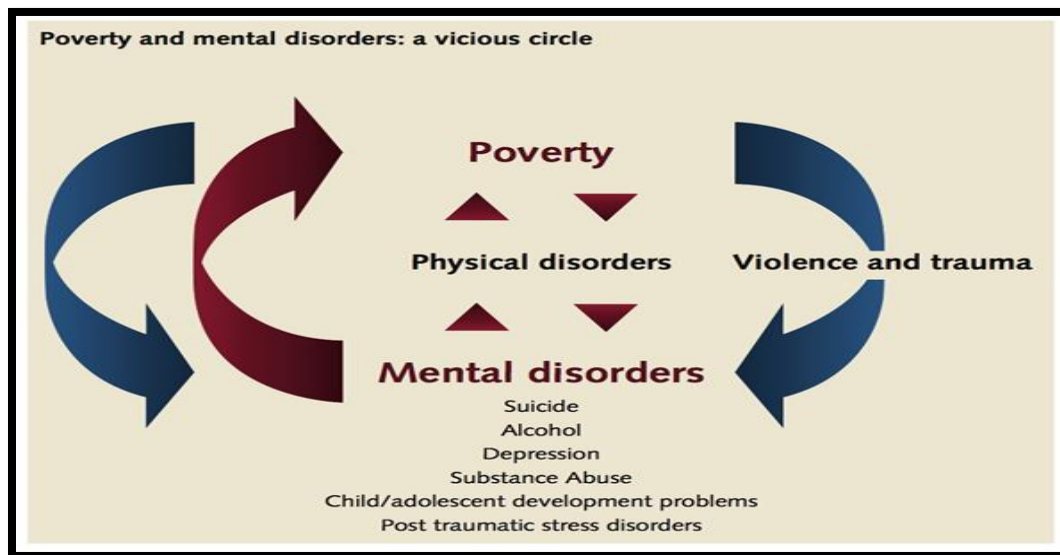 Poverty and mental disorders: a vicious circle
Poverty
Physical disorders
Violence and trauma
Mental disorders
Suicide
Alcohol
Depression
Substance Abuse
Child/adolescent development problems
Post traumatic stress disorders